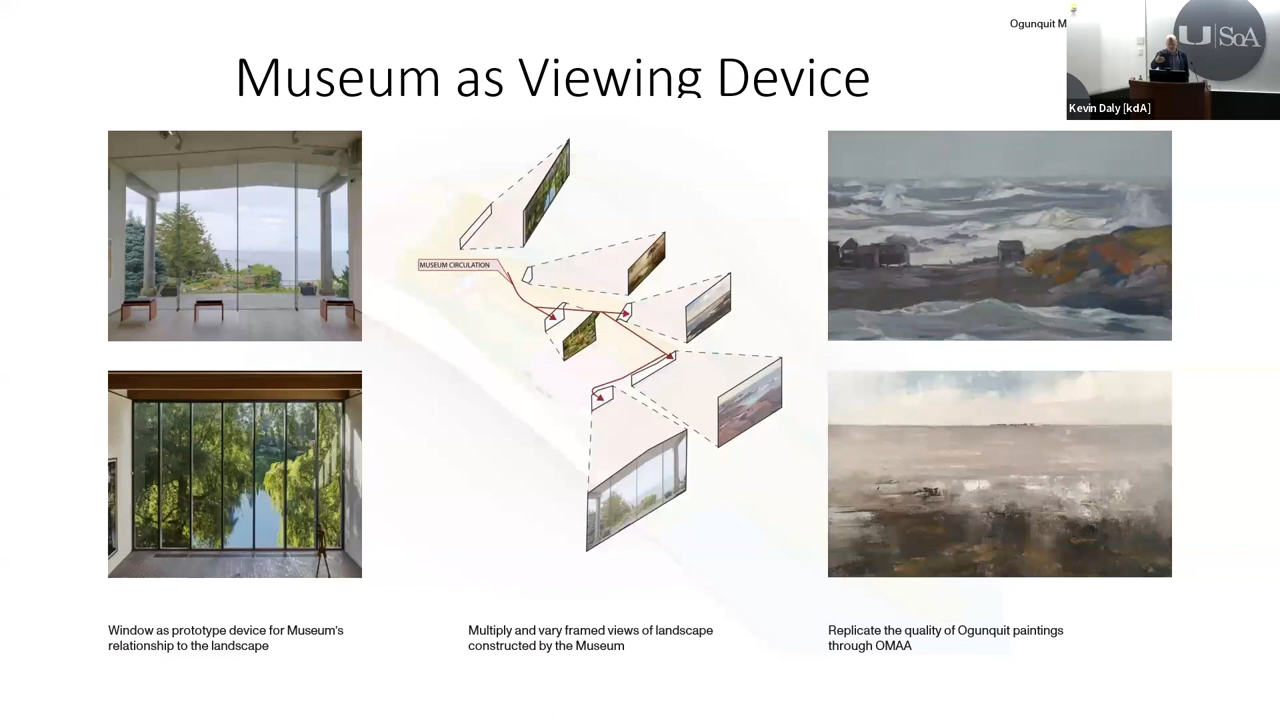 Ogunquit M
U|SoA
Museum as Viewing Device
Kevin Daly [kdA]
MUSEUM CIRCULATION
Window as prototype device for Museum's
relationship to the landscape
Multiply and vary framed views of landscape
constructed by the Museum
Replicate the quality of Ogunquit paintings
through OMAA